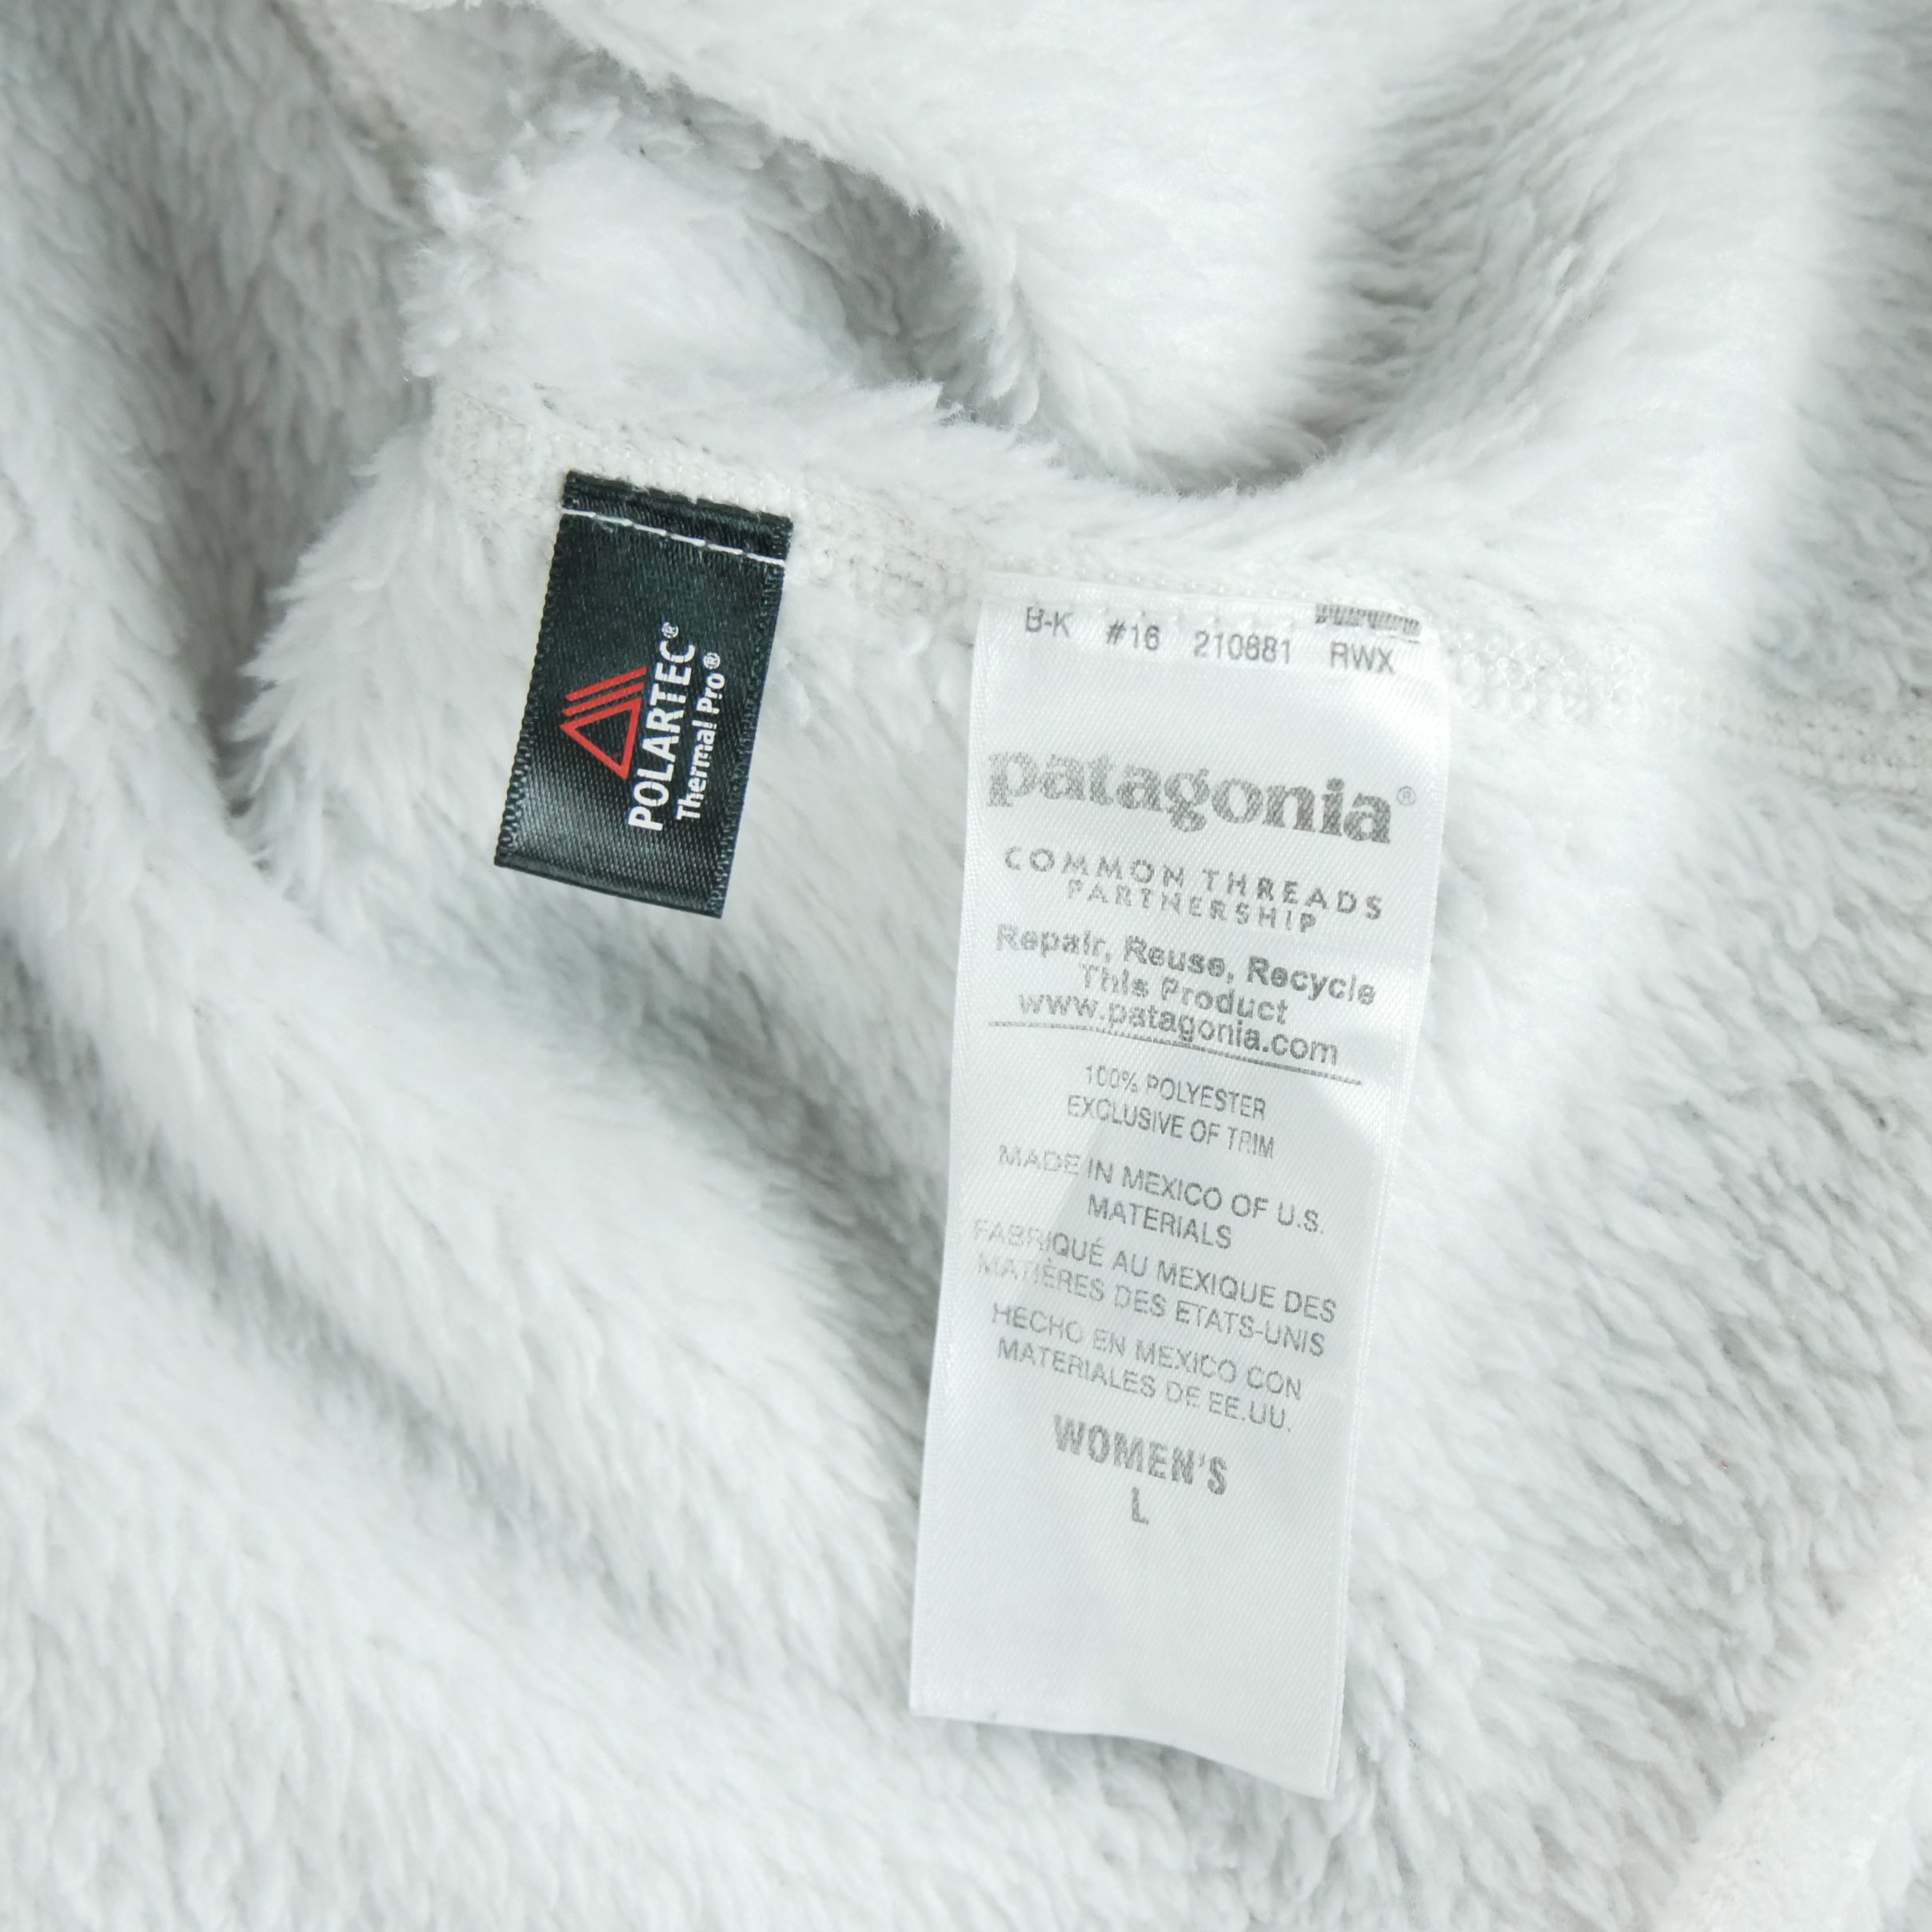 POLARTEC®
Thermal Pro®
B-K #16 210881 RWX
patagonia®
COMMON THREADS
PARTNERSHIP
Repair, Reuse, Recycle
This Product
www.patagonia.com
100% POLYESTER
EXCLUSIVE OF TRIM
MADE IN MEXICO OF U.S.
MATERIALS
FABRIQUÉ AU MEXIQUE DES
MATIÈRES DES ETATS-UNIS
HECHO EN MEXICO CON
MATERIALES DE EE.UU.
WOMEN'S
L